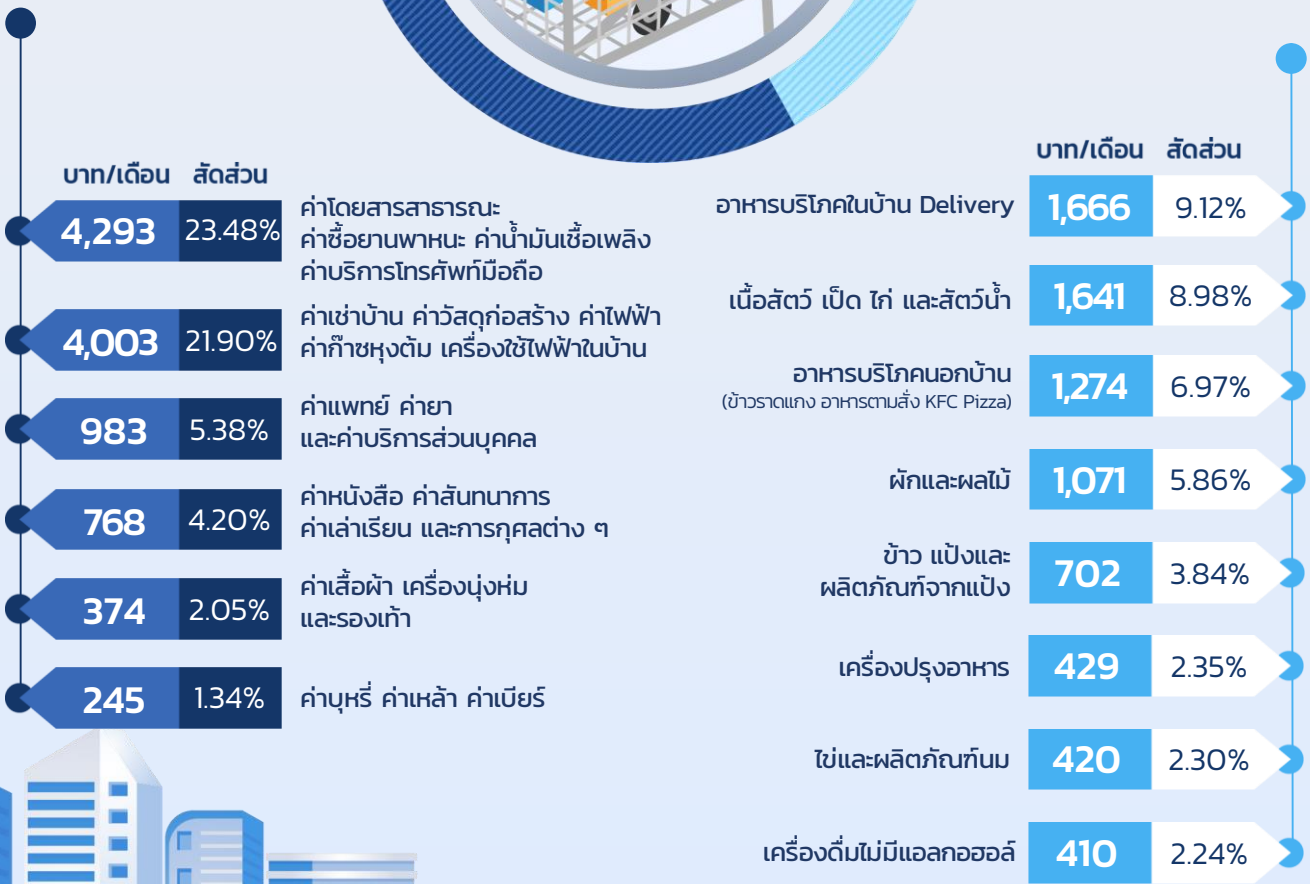 บาท/เดือน สัดส่วน
4,293 23.48%
ค่าโดยสารสาธารณะ
ค่าซื้อยานพาหนะ ค่าน้ำมันเชื้อเพลิง
ค่าบริการโทรศัพท์มือถือ
4,003 21.90%
ค่าเช่าบ้าน ค่าวัสดุก่อสร้าง ค่าไฟฟ้า
ค่าก๊าซหุงต้ม เครื่องใช้ไฟฟ้าในบ้าน
983 5.38%
ค่าแพทย์ ค่ายา
และค่าบริการส่วนบุคคล
768 4.20%
ค่าหนังสือ ค่าสันทนาการ
ค่าเล่าเรียน และการกุศลต่าง ๆ
374 2.05%
ค่าเสื้อผ้า เครื่องนุ่งห่ม
และรองเท้า
245 1.34%
ค่าบุหรี่ ค่าเหล้า ค่าเบียร์
บาท/เดือน สัดส่วน
อาหารบริโภคในบ้าน Delivery 1,666 9.12%
เนื้อสัตว์ เป็ด ไก่ และสัตว์น้ำ 1,641 8.98%
อาหารบริโภคนอกบ้าน
(ข้าวราดแกง อาหารตามสั่ง KFC Pizza)
1,274 6.97%
ผักและผลไม้ 1,071 5.86%
ข้าว แป้งและ
ผลิตภัณฑ์จากแป้ง
702 3.84%
เครื่องปรุงอาหาร 429 2.35%
ไข่และผลิตภัณฑ์นม 420 2.30%
เครื่องดื่มไม่มีแอลกอฮอล์ 410 2.24%